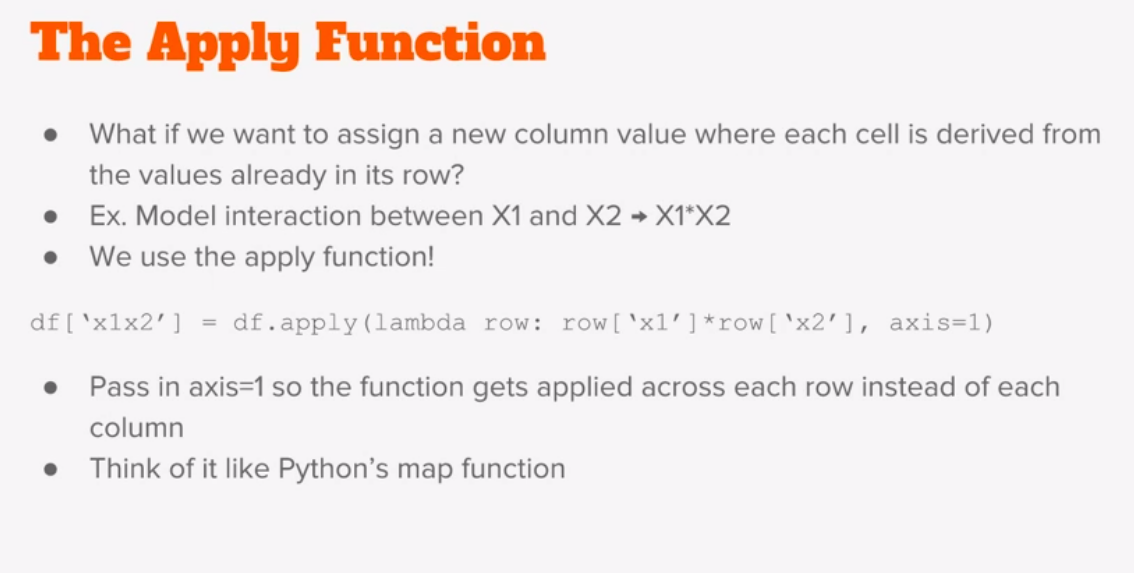 The Apply Function
● What if we want to assign a new column value where each cell is derived from
the values already in its row?
● Ex. Model interaction between X1 and X2 → X1*X2
● We use the apply function!
df[‘x1x2’] = df.apply(lambda row: row[‘x1’]*row[‘x2’], axis=1)
● Pass in axis=1 so the function gets applied across each row instead of each
column
● Think of it like Python’s map function